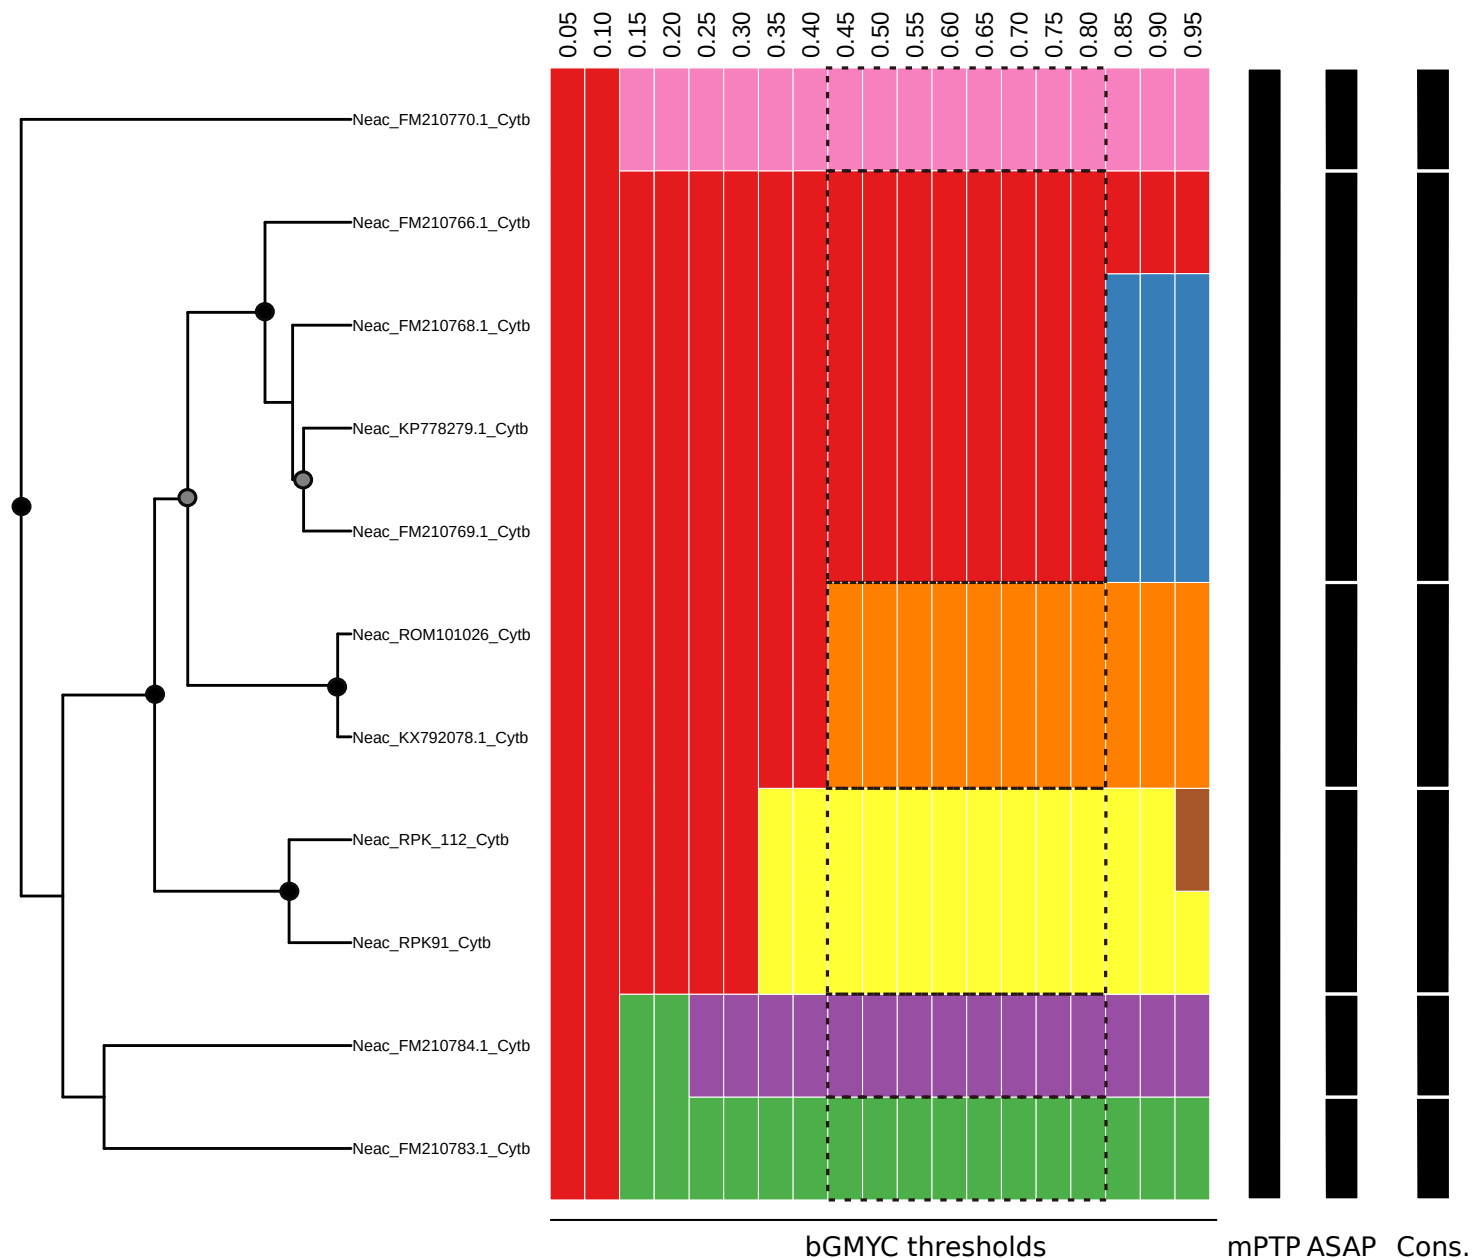 0.05 0.10 0.15 0.20 0.25 0.30 0.35 0.40 0.45 0.50 0.55 0.60 0.65 0.70 0.75 0.80 0.85 0.90 0.95
Neac_FM210770.1_Cytb
Neac_FM210766.1_Cytb
Neac_FM210768.1_Cytb
Neac_KP778279.1_Cytb
Neac_FM210769.1_Cytb
Neac_ROM101026_Cytb
Neac_KX792078.1_Cytb
Neac_RPK_112_Cytb
Neac_RPK91_Cytb
Neac_FM210784.1_Cytb
Neac_FM210783.1_Cytb
bGMYC thresholds mPTP ASAP Cons.